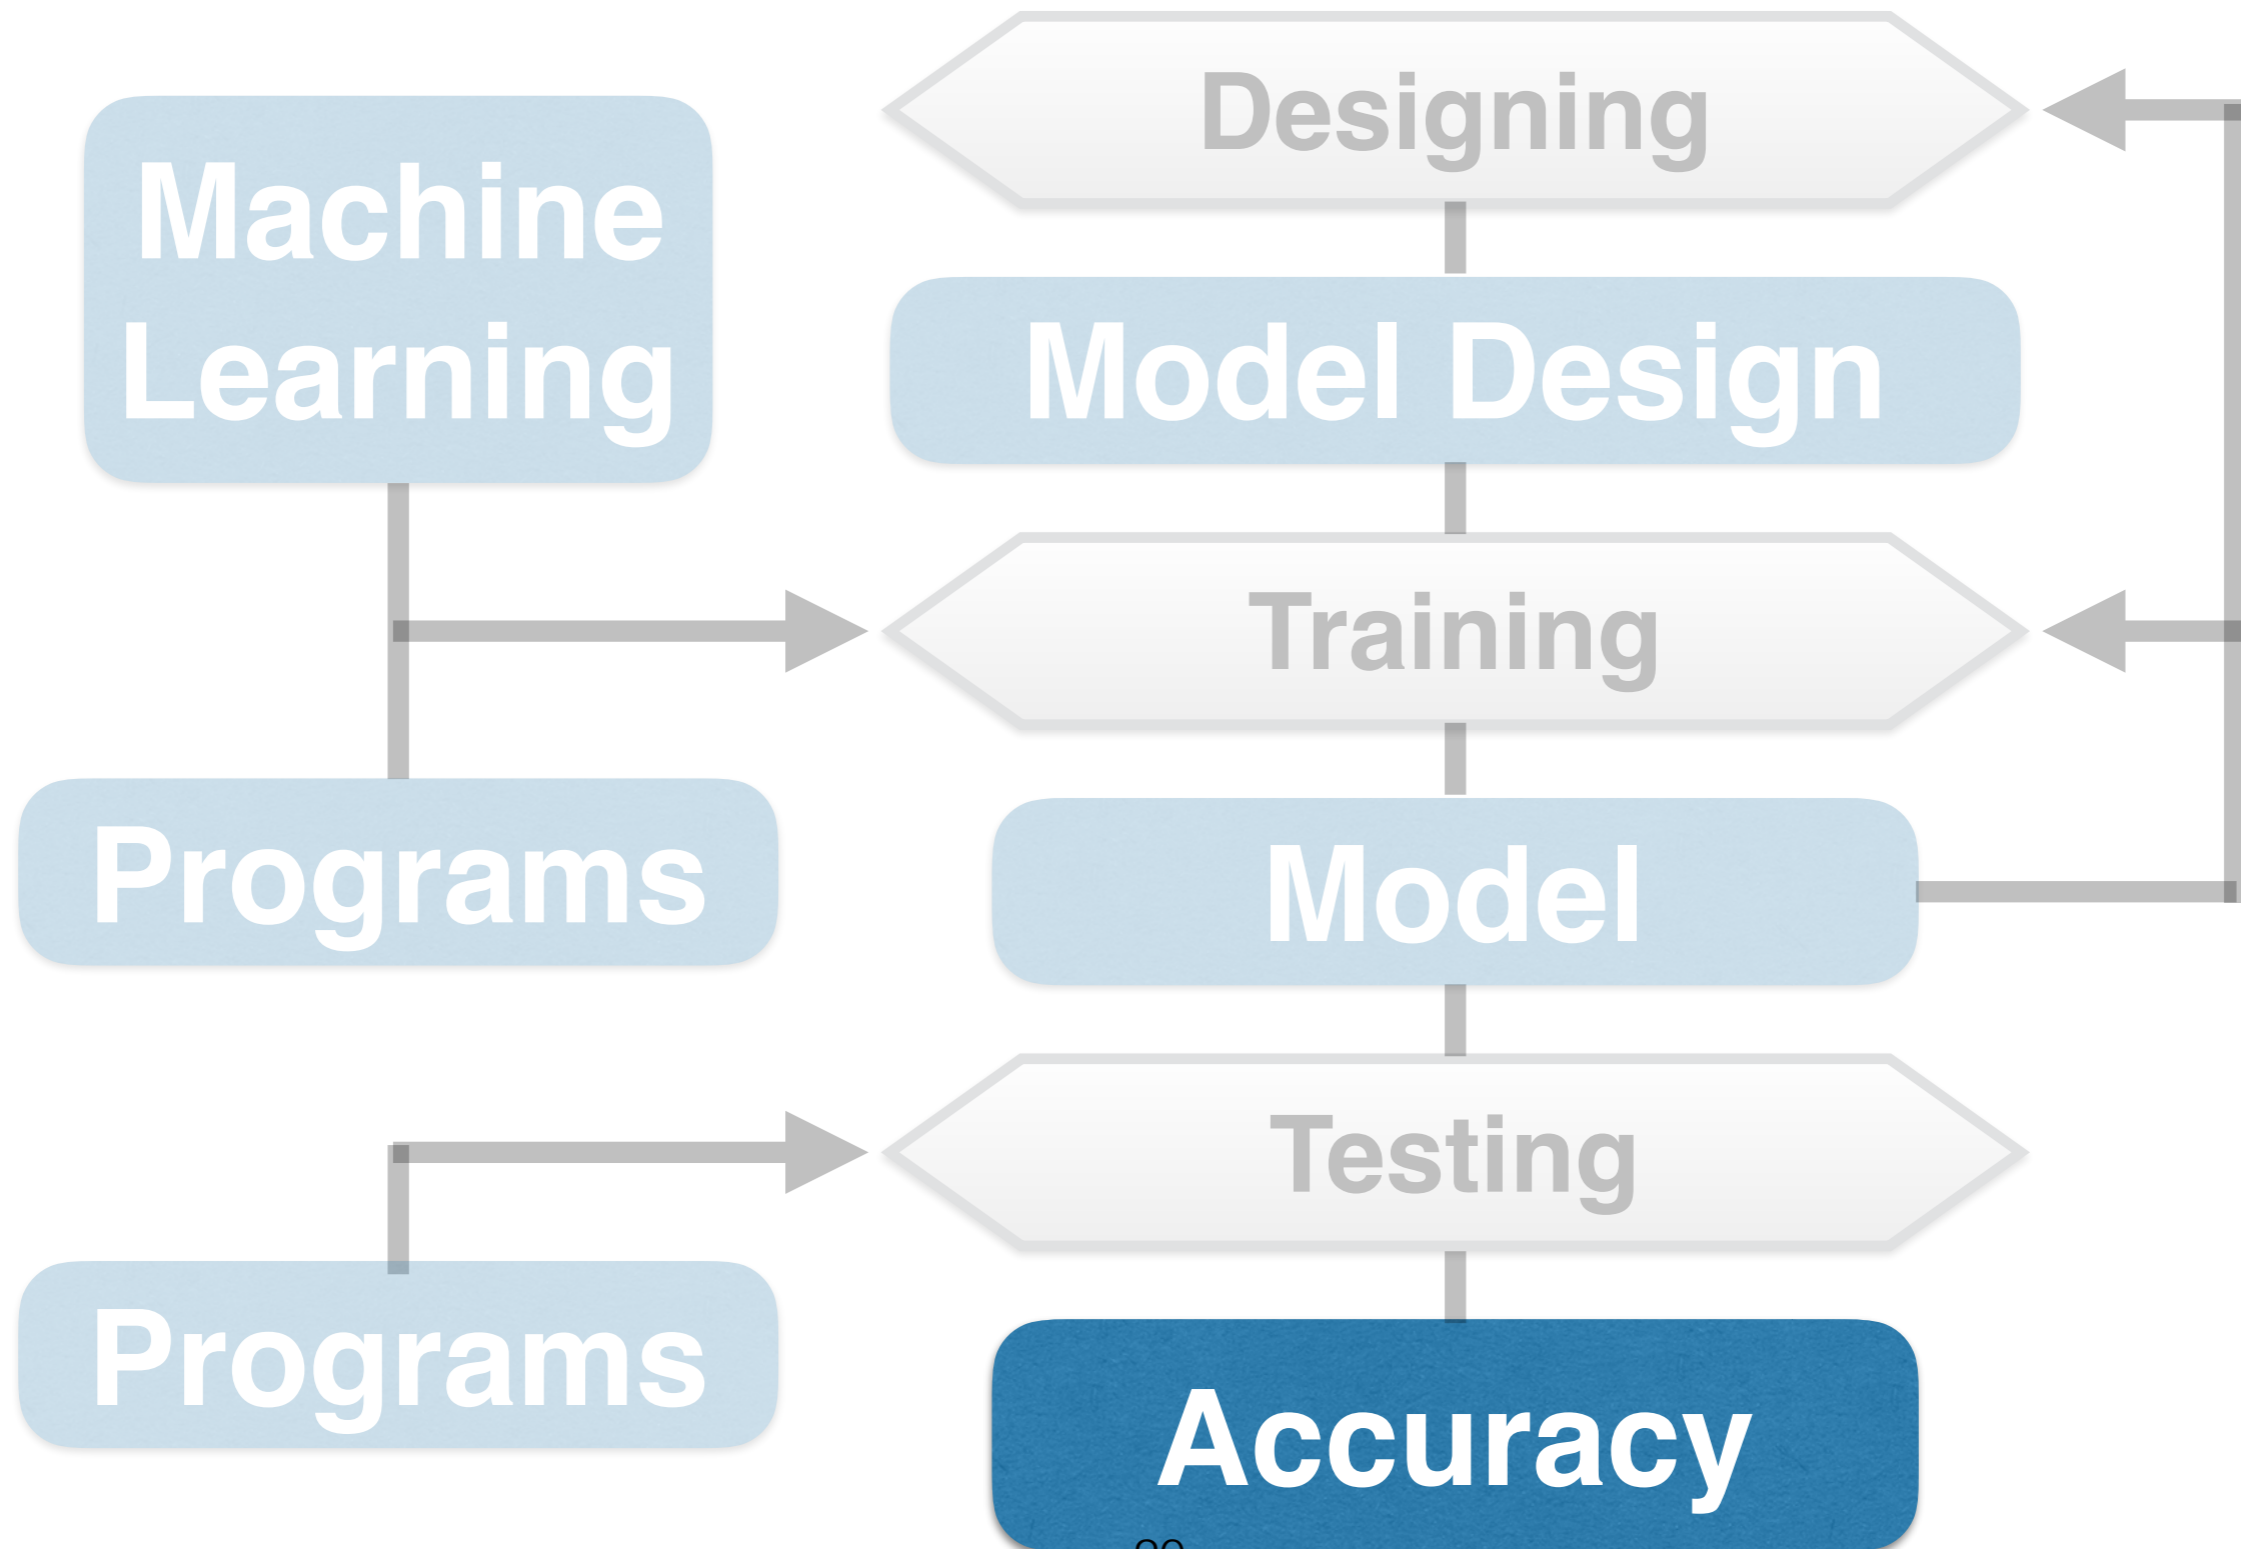 Designing
Machine
Learning
Model Design
Training
Programs
Model
Testing
Programs
Accuracy